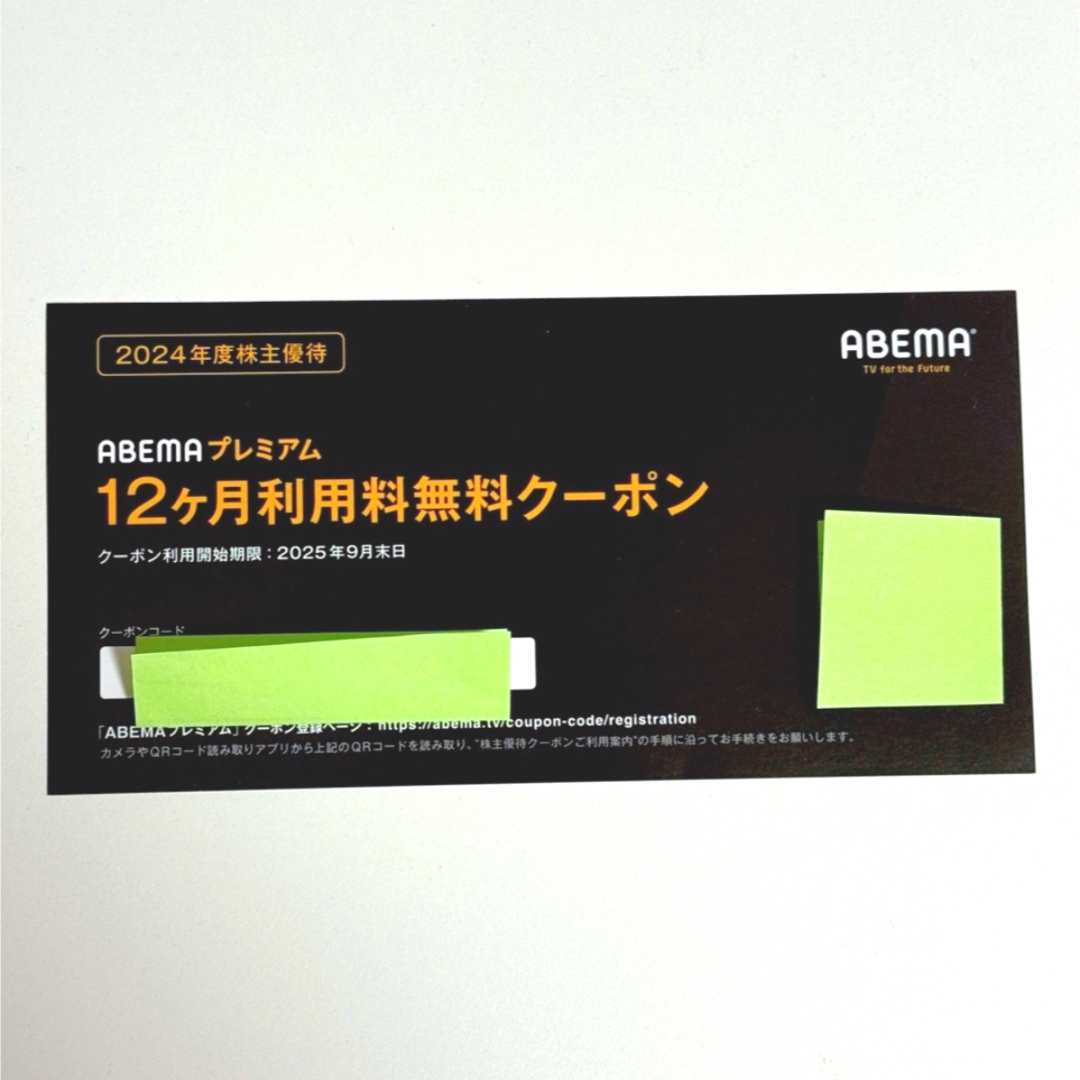 2024年度株主優待
ABEMA
TV for the Future
ABEMAプレミアム
12ヶ月利用料無料クーポン
クーポン利用開始期限：2025年9月末日
クーポンコード
「ABEMAプレミアム」クーポン登録ページ：https://abema.tv/coupon-code/registration
カメラやQRコード読み取りアプリから上記のQRコードを読み取り、"株主優待クーポンご利用案内"の手順に沿ってお手続きをお願いします。